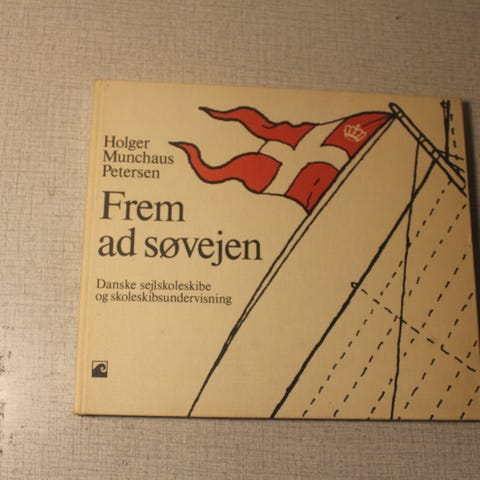 Holger
Munchaus
Petersen
Frem
ad søvejen
Danske sejlskoleskibe
og skoleskibsundervisning